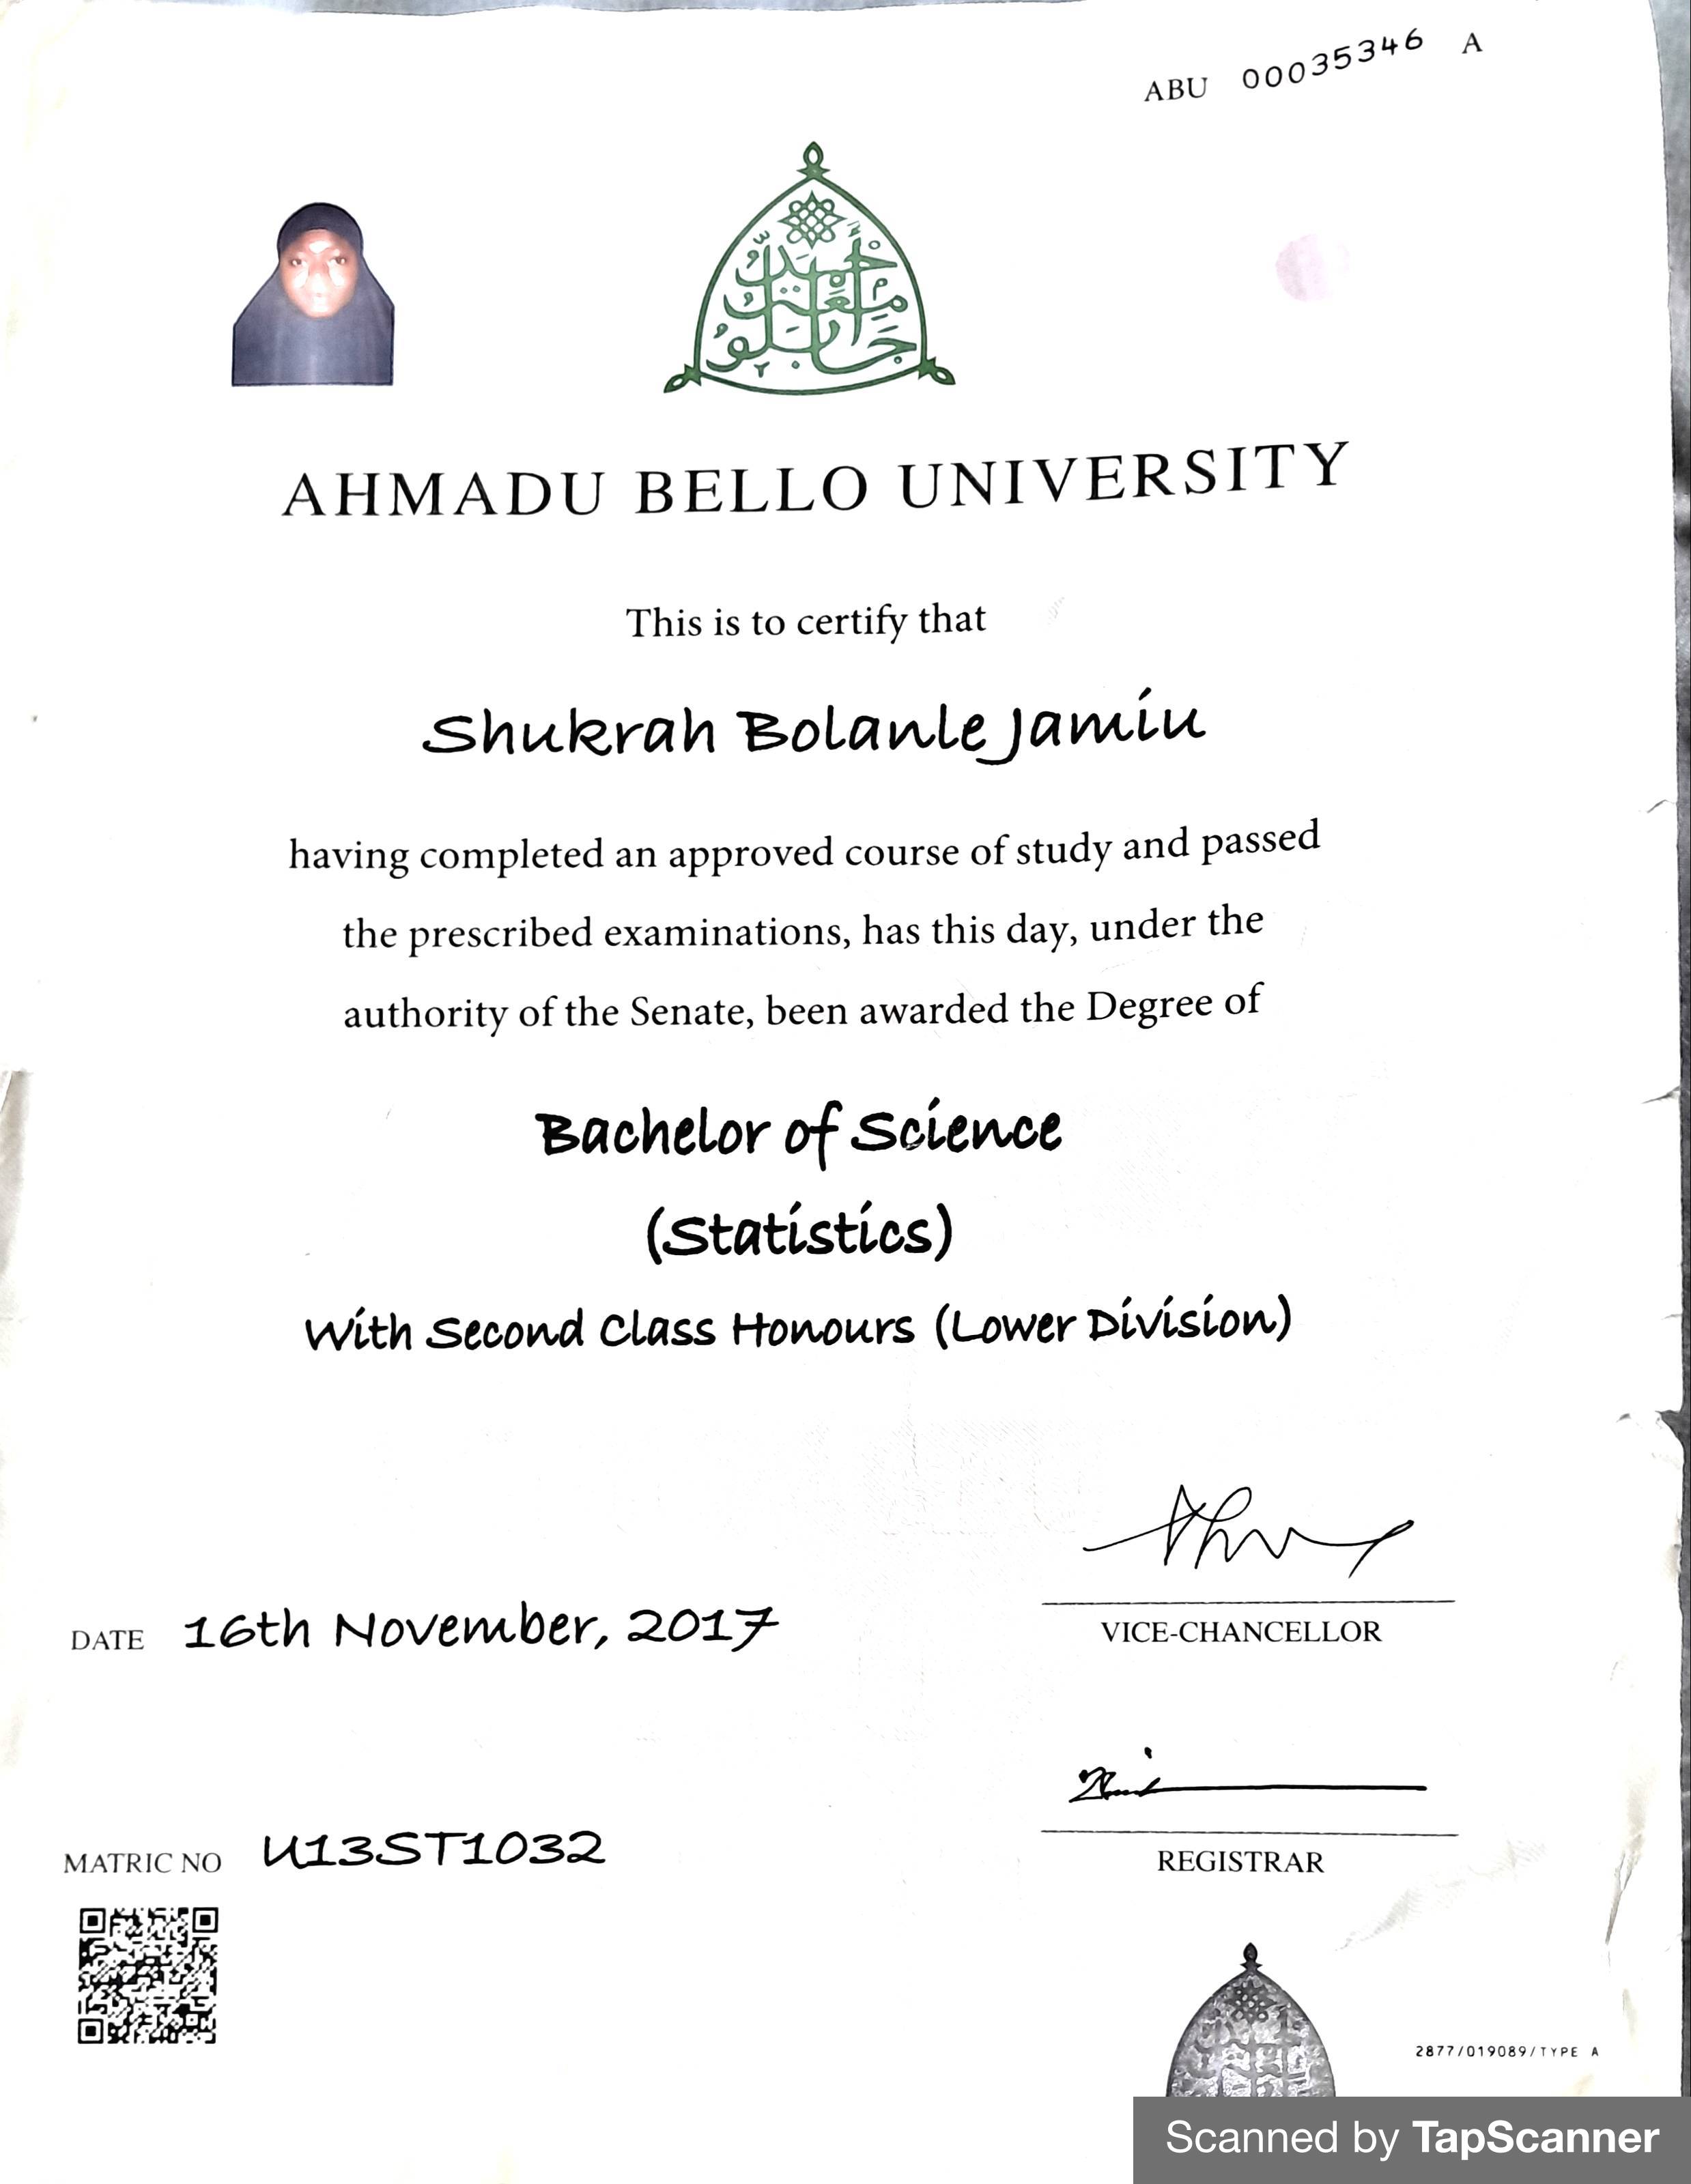 ABU 00035346 A
AHMADU BELLO UNIVERSITY
This is to certify that
Shukrah Bolanle Jamiu
having completed an approved course of study and passed
the prescribed examinations, has this day, under the
authority of the Senate, been awarded the Degree of
Bachelor of Science
(Statistics)
With Second Class Honours (Lower Division)
DATE 16th November, 2017
VICE-CHANCELLOR
MATRIC NO U13ST1032
REGISTRAR
2877/019089/TYPE A
Scanned by TapScanner